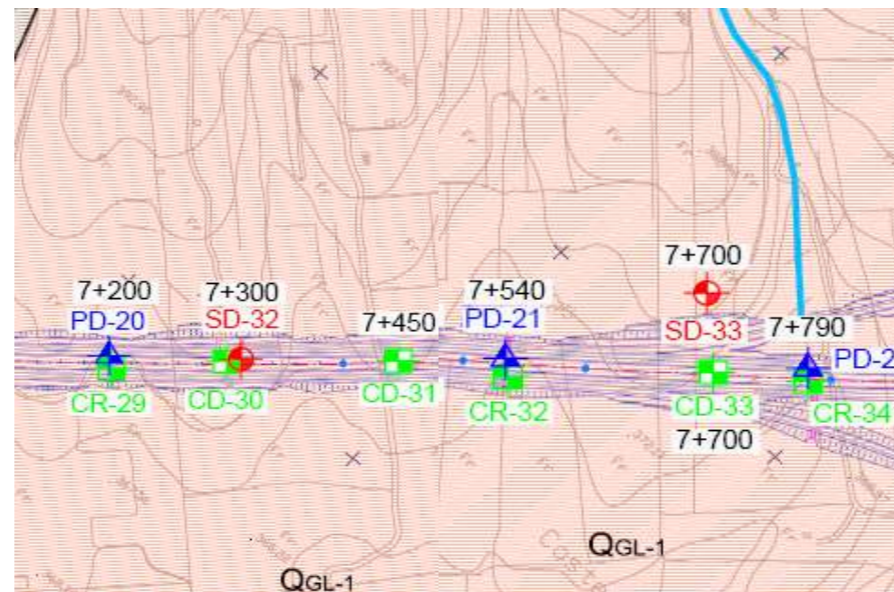 7+700
7+200
7+300
7+540
PD-20
SD-32
7+450
PD-21
SD-33
7+790
PD-2
CR-29
CD-30
CD-31
CR-32
CD-33
CR-34
7+700
QGL-1
QGL-1